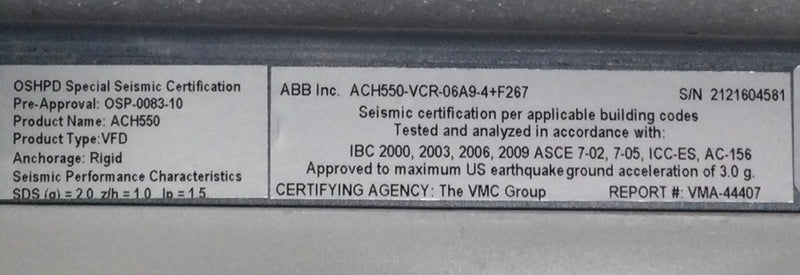 OSHPD Special Seismic Certification
Pre-Approval: OSP-0083-10
Product Name: ACH550
Product Type:VFD
Anchorage: Rigid
Seismic Performance Characteristics
SDS (g) = 2.0 z/h = 1.0 Ip = 1.5
ABB Inc. ACH550-VCR-06A9-4+F267 S/N 2121604581
Seismic certification per applicable building codes
Tested and analyzed in accordance with:
IBC 2000, 2003, 2006, 2009 ASCE 7-02, 7-05, ICC-ES, AC-156
Approved to maximum US earthquake ground acceleration of 3.0 g.
CERTIFYING AGENCY: The VMC Group REPORT #: VMA-44407